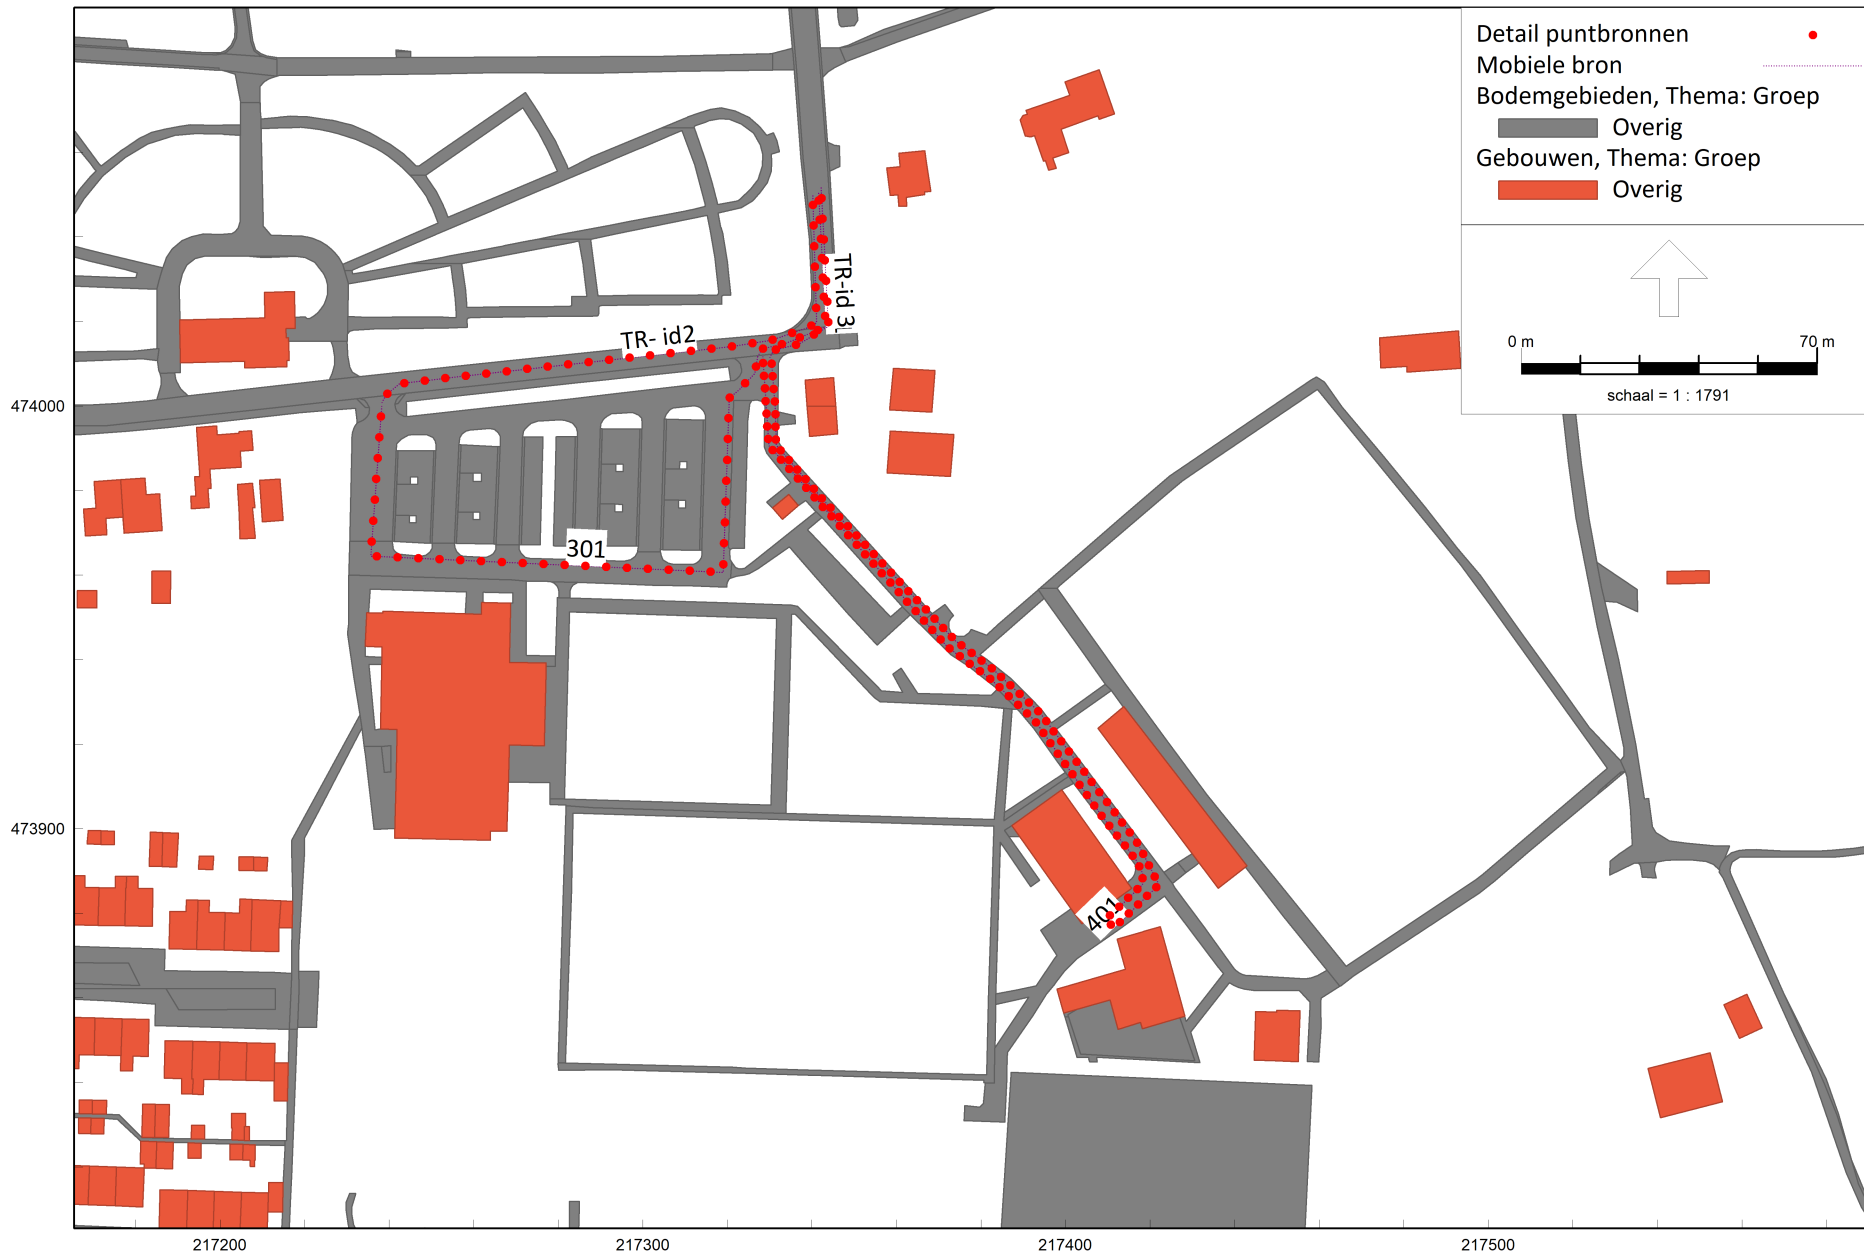 Detail puntbronnen
Mobiele bron
Bodemgebieden, Thema: Groep
Overig
Gebouwen, Thema: Groep
Overig
0 m
70 m
schaal = 1 : 1791
TR-id 3
TR- id2
301
401
474000
473900
217200
217300
217400
217500